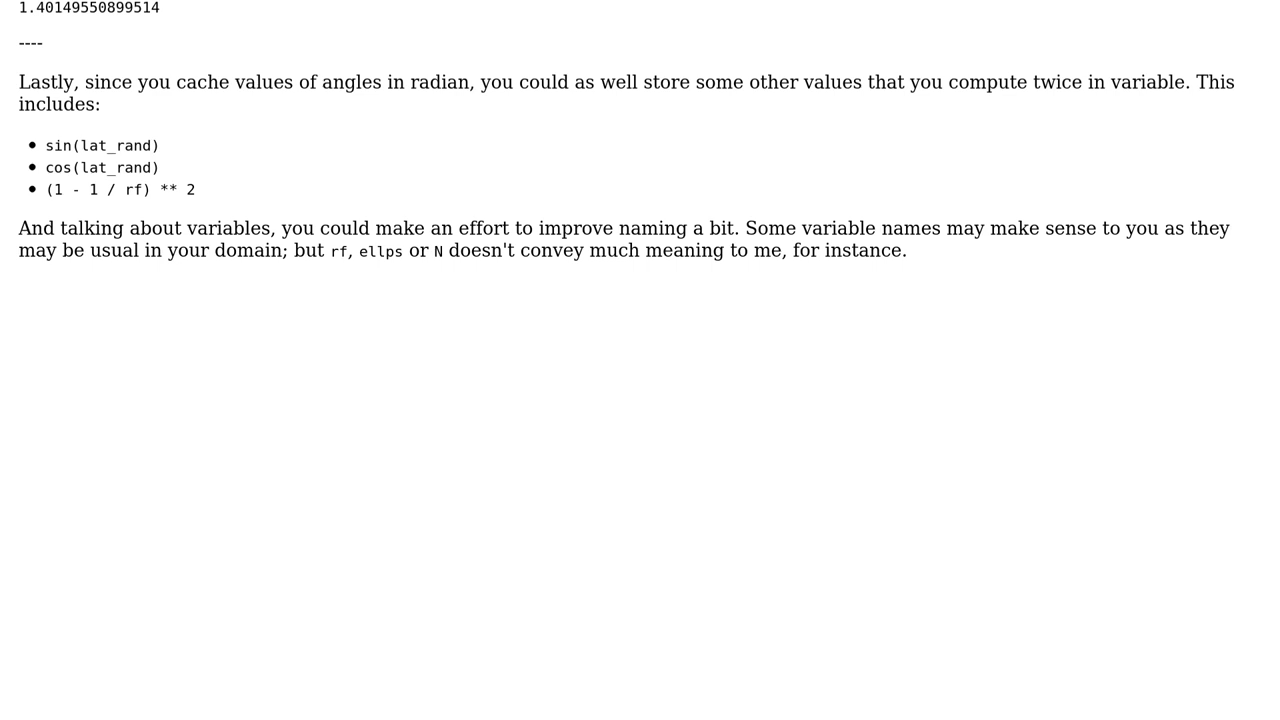 1.40149550899514
----
Lastly, since you cache values of angles in radian, you could as well store some other values that you compute twice in variable. This
includes:
• sin(lat_rand)
• cos(lat_rand)
• (1 - 1 / rf) ** 2
And talking about variables, you could make an effort to improve naming a bit. Some variable names may make sense to you as they
may be usual in your domain; but rf, ellps or N doesn't convey much meaning to me, for instance.